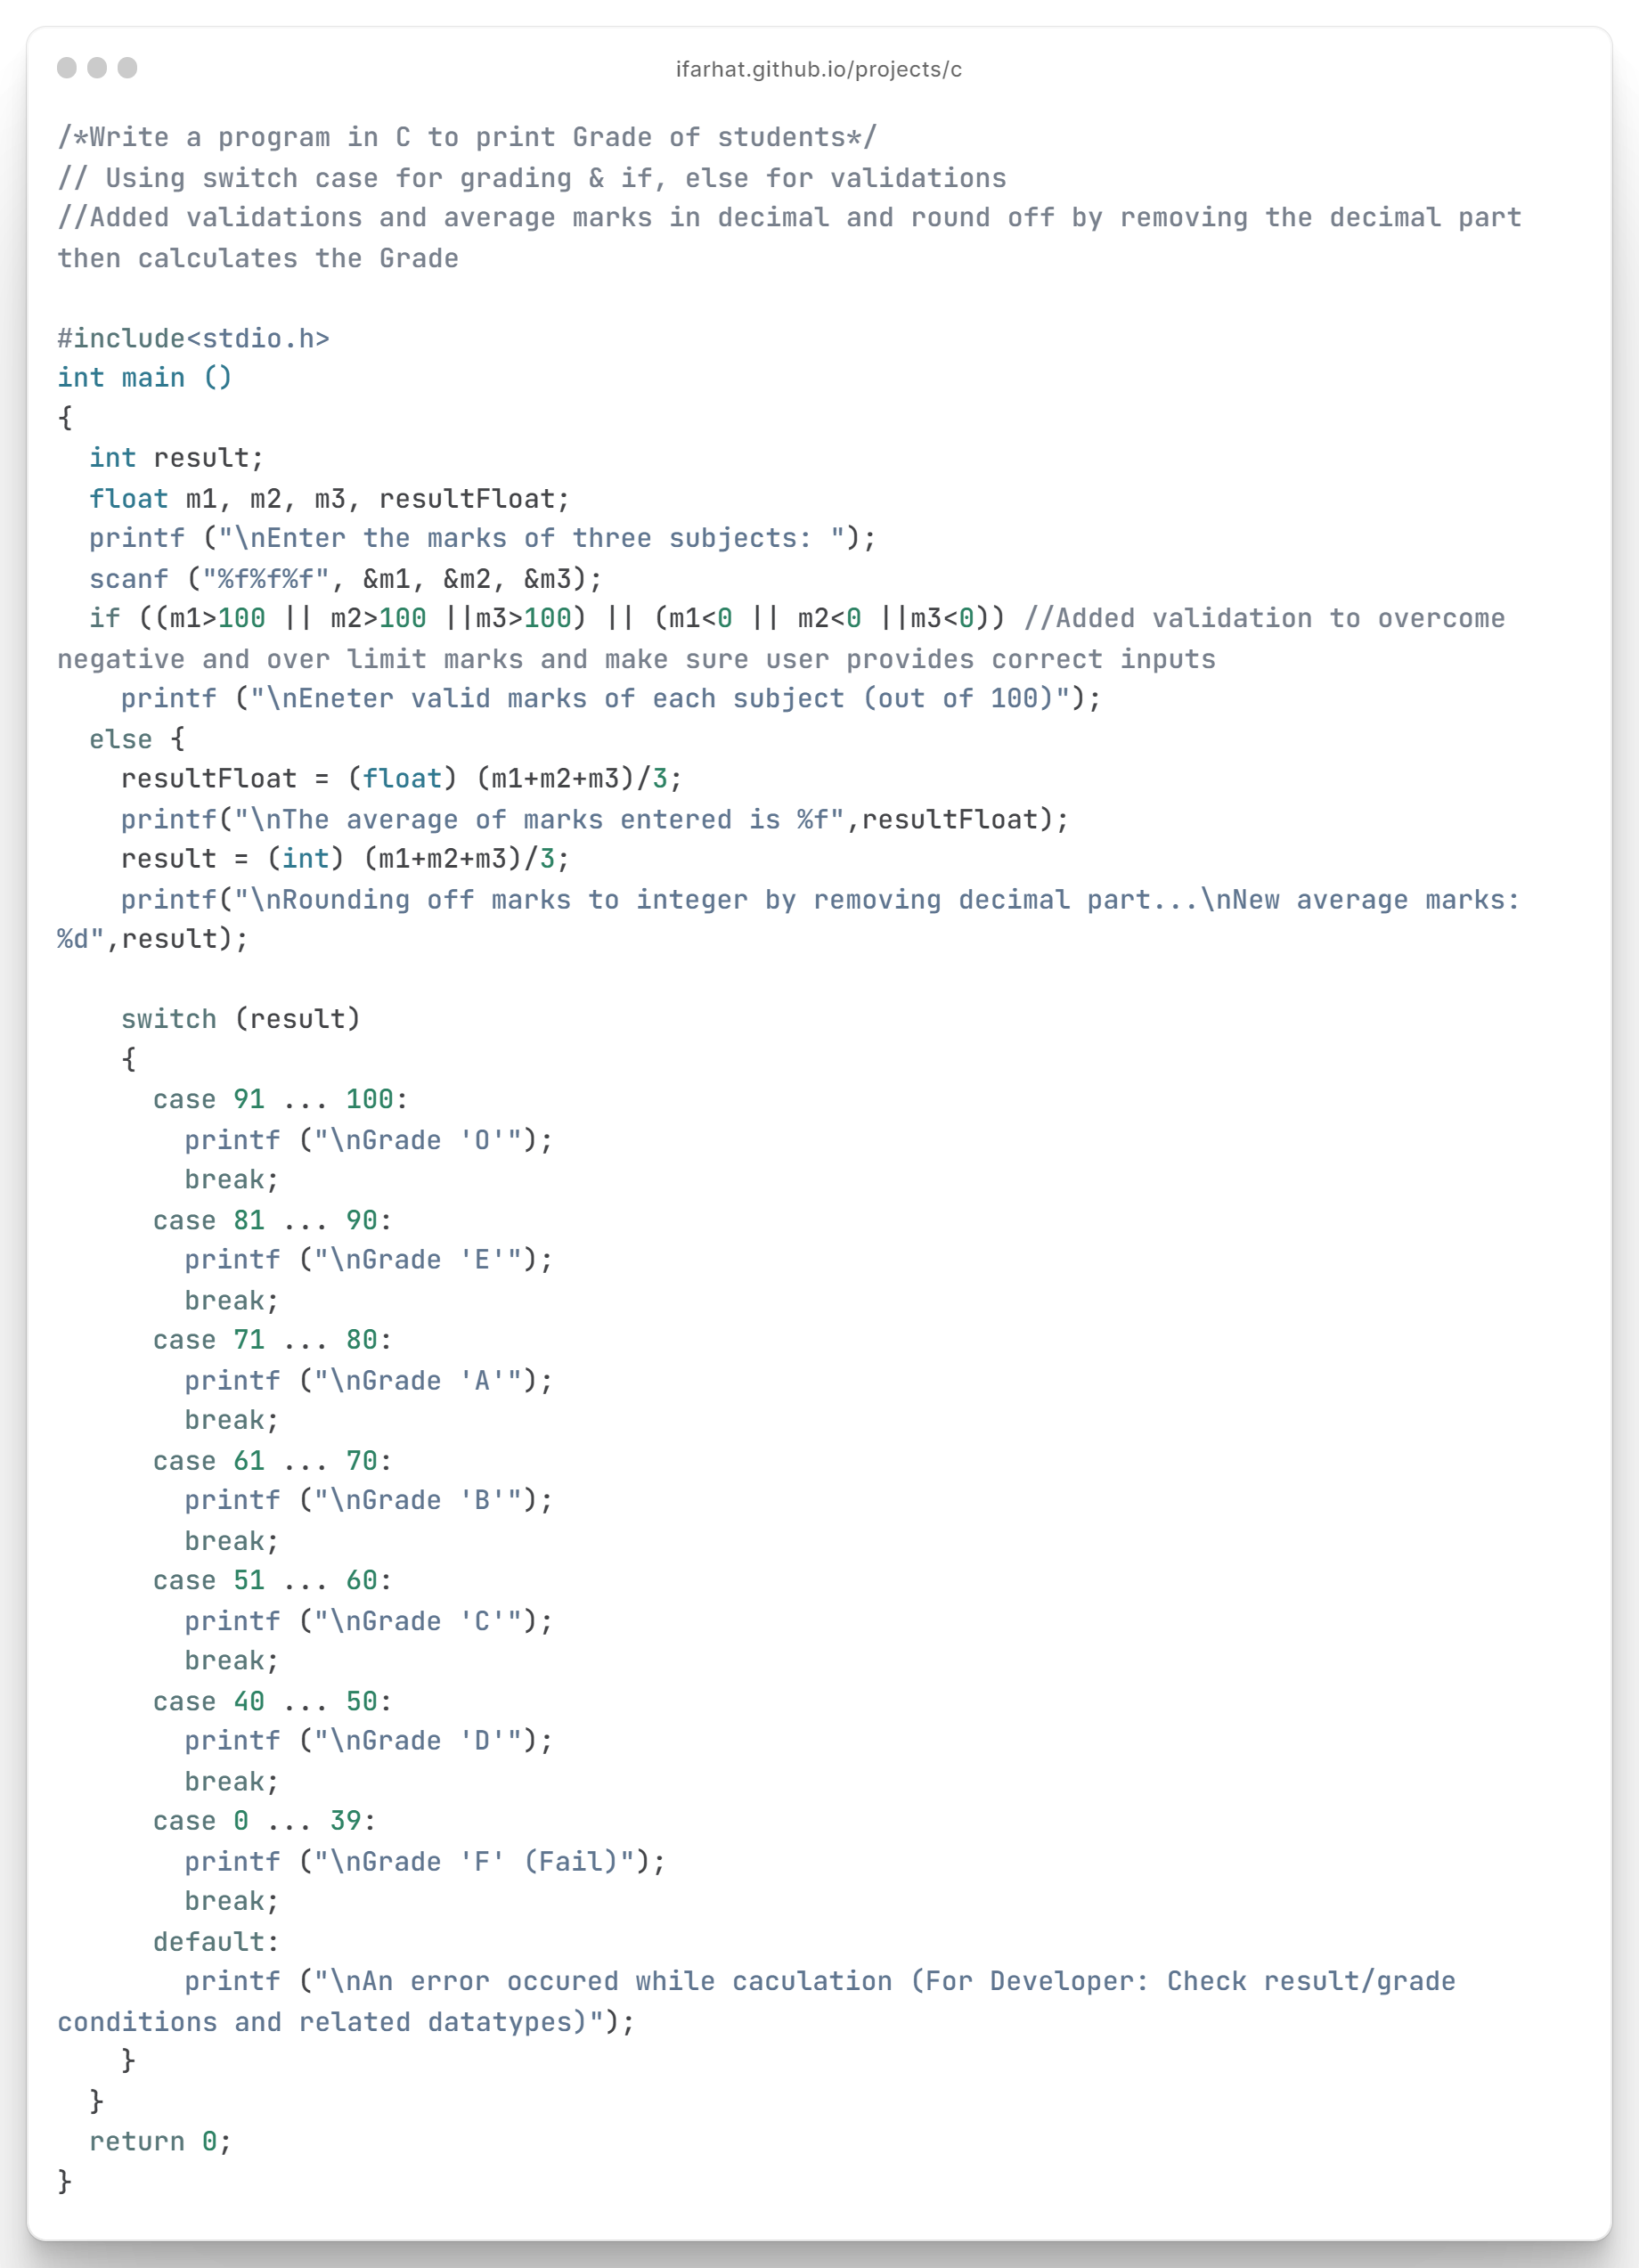 ifarhat.github.io/projects/c
/*Write a program in C to print Grade of students*/
// Using switch case for grading & if, else for validations
//Added validations and average marks in decimal and round off by removing the decimal part
then calculates the Grade
#include<stdio.h>
int main ()
{
  int result;
  float m1, m2, m3, resultFloat;
  printf ("\nEnter the marks of three subjects: ");
  scanf ("%f%f%f", &m1, &m2, &m3);
  if ((m1>100 || m2>100 ||m3>100) || (m1<0 || m2<0 ||m3<0)) //Added validation to overcome
negative and over limit marks and make sure user provides correct inputs
    printf ("\nEneter valid marks of each subject (out of 100)");
  else {
    resultFloat = (float) (m1+m2+m3)/3;
    printf("\nThe average of marks entered is %f",resultFloat);
    result = (int) (m1+m2+m3)/3;
    printf("\nRounding off marks to integer by removing decimal part...\nNew average marks:
%d",result);
    switch (result)
    {
      case 91 ... 100:
        printf ("\nGrade 'O'");
        break;
      case 81 ... 90:
        printf ("\nGrade 'E'");
        break;
      case 71 ... 80:
        printf ("\nGrade 'A'");
        break;
      case 61 ... 70:
        printf ("\nGrade 'B'");
        break;
      case 51 ... 60:
        printf ("\nGrade 'C'");
        break;
      case 40 ... 50:
        printf ("\nGrade 'D'");
        break;
      case 0 ... 39:
        printf ("\nGrade 'F' (Fail)");
        break;
      default:
        printf ("\nAn error occured while caculation (For Developer: Check result/grade
conditions and related datatypes)");
    }
  }
  return 0;
}